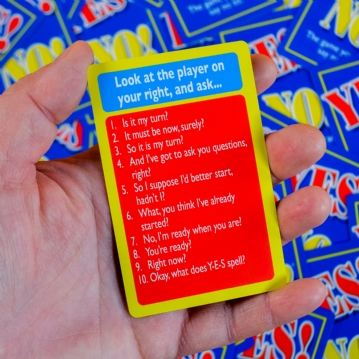 Look at the player on
your right, and ask...
1. Is it my turn?
2. It must be now, surely?
3. So it is my turn?
4. And I've got to ask you questions,
right?
5. So I suppose I'd better start,
hadn't I?
6. What, you think I've already
started?
7. No, I'm ready when you are?
8. You're ready?
9. Right now?
10. Okay, what does Y-E-S spell?
NO!
YES!